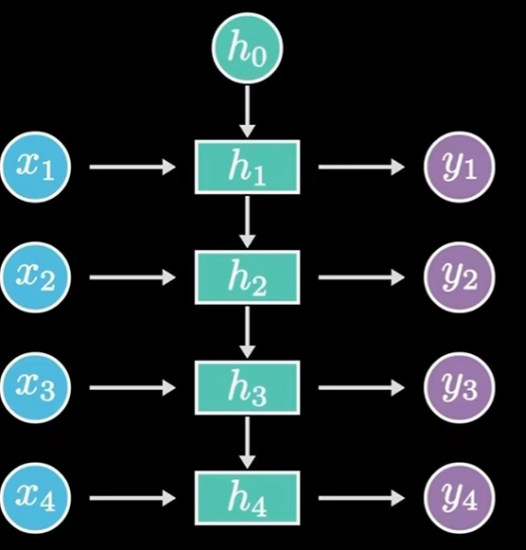 h₀
x₁ h₁ y₁
x₂ h₂ y₂
x₃ h₃ y₃
x₄ h₄ y₄